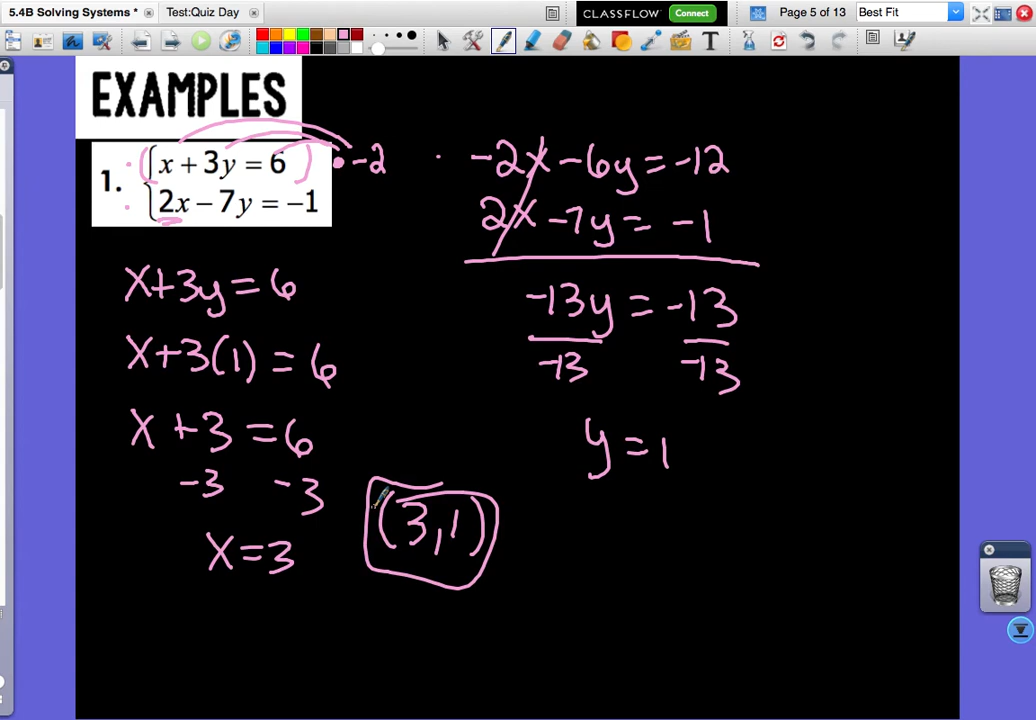 5.4B Solving Systems *
Test:Quiz Day
CLASSFLOW Connect
Page 5 of 13
Best Fit
EXAMPLES
1. { x + 3y = 6
2x − 7y = −1
• -2
x+3y=6
x+3(1)=6
x+3=6
-3 -3
x=3
(3,1)
-2x-6y=-12
2x-7y=-1
-13y=-13
-13 -13
y=1